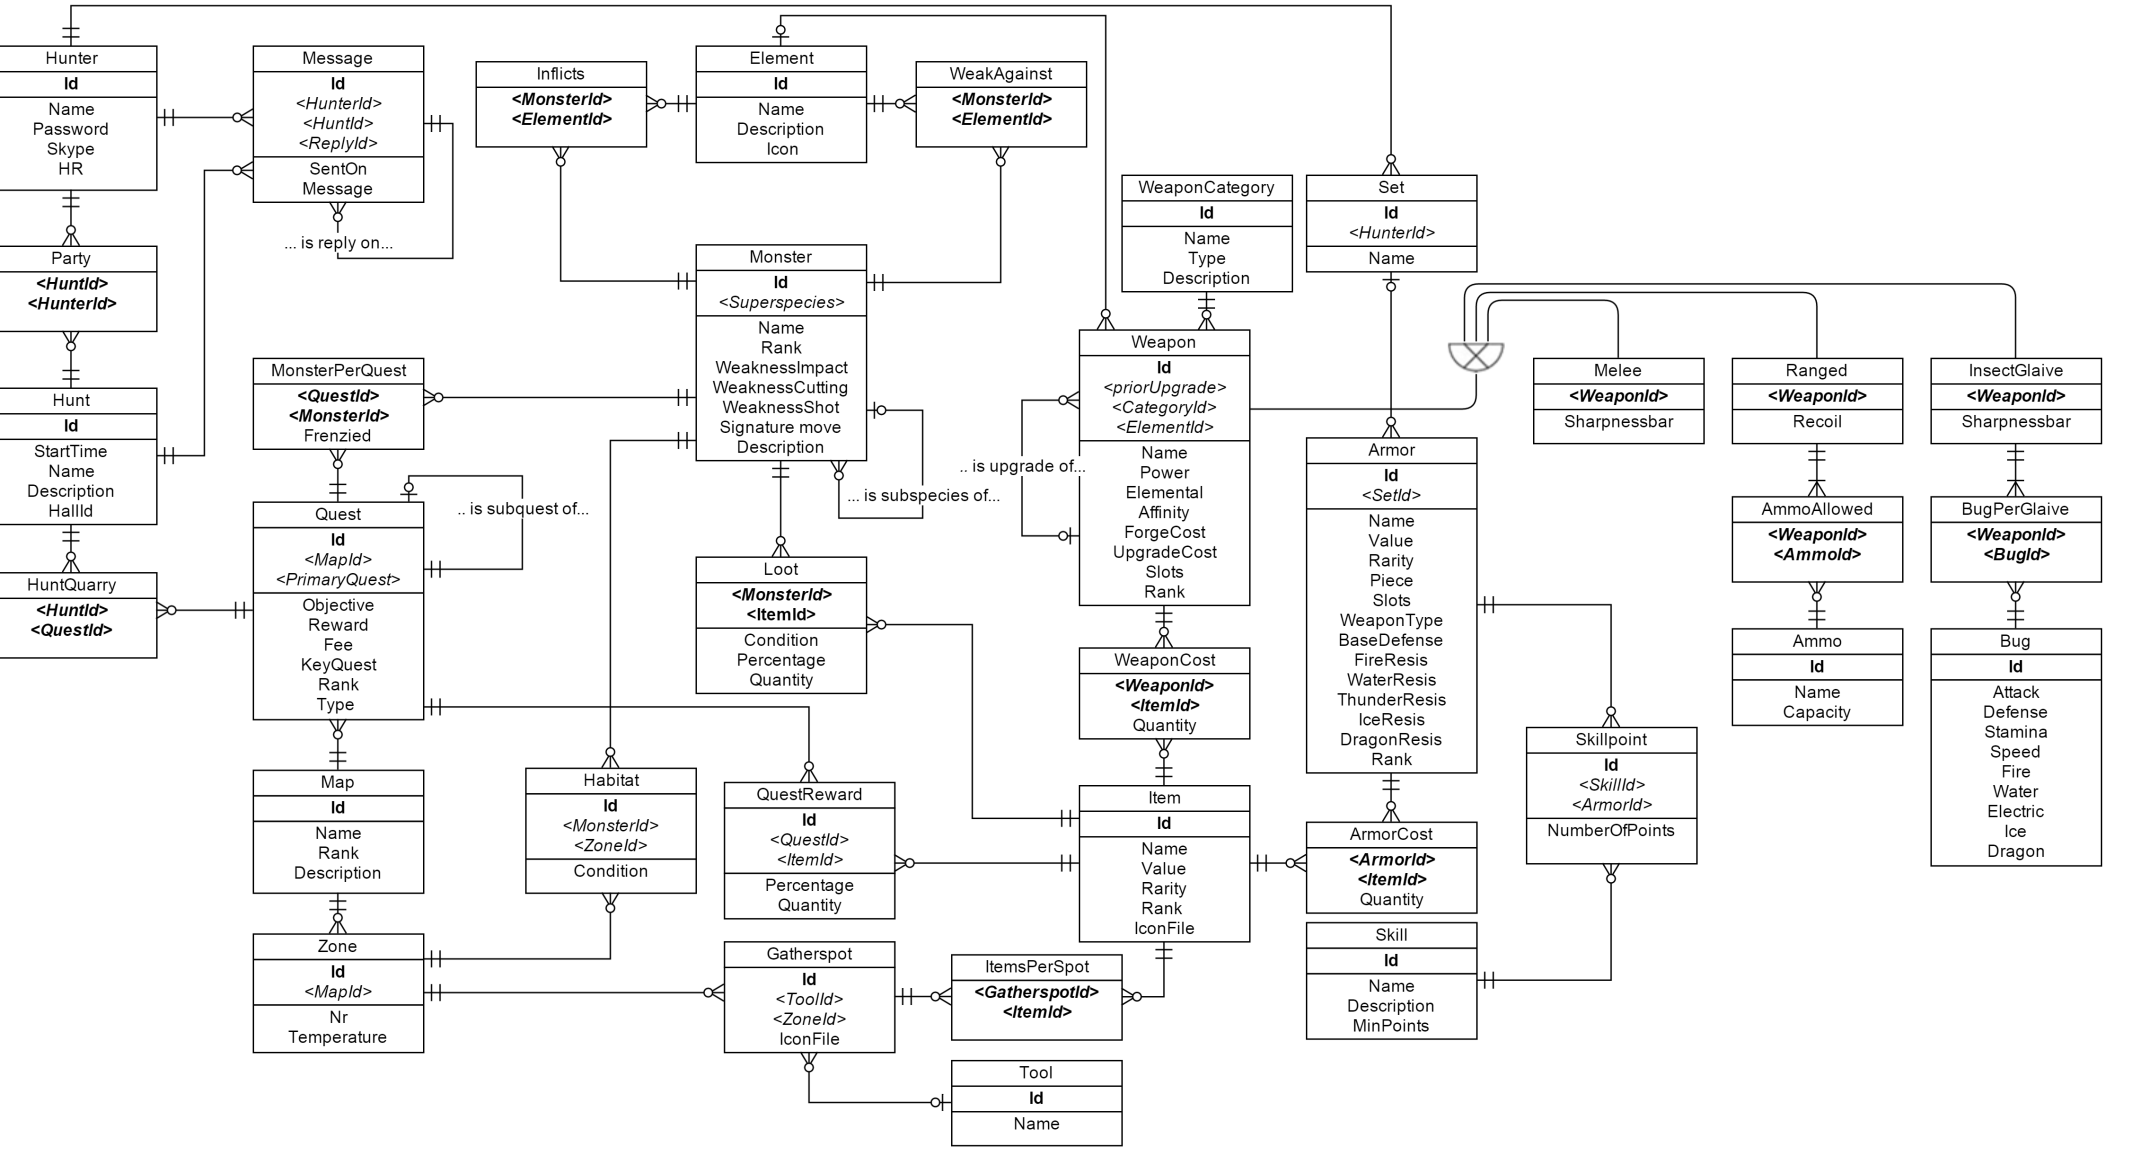 Hunter
Id
Name
Password
Skype
HR
Message
Id
<HunterId>
<HuntId>
<ReplyId>
SentOn
Message
... is reply on...
Inflicts
<MonsterId>
<ElementId>
Element
Id
Name
Description
Icon
WeakAgainst
<MonsterId>
<ElementId>
WeaponCategory
Id
Name
Type
Description
Set
Id
<HunterId>
Name
Party
<HuntId>
<HunterId>
Monster
Id
<Superspecies>
Name
Rank
WeaknessImpact
WeaknessCutting
WeaknessShot
Signature move
Description
... is subspecies of...
Weapon
Id
<priorUpgrade>
<CategoryId>
<ElementId>
Name
Power
Elemental
Affinity
ForgeCost
UpgradeCost
Slots
Rank
.. is upgrade of...
Melee
<WeaponId>
Sharpnessbar
Ranged
<WeaponId>
Recoil
InsectGlaive
<WeaponId>
Sharpnessbar
MonsterPerQuest
<QuestId>
<MonsterId>
Frenzied
Hunt
Id
StartTime
Name
Description
HallId
Armor
Id
<SetId>
Name
Value
Rarity
Piece
Slots
WeaponType
BaseDefense
FireResis
WaterResis
ThunderResis
IceResis
DragonResis
Rank
Quest
Id
<MapId>
<PrimaryQuest>
Objective
Reward
Fee
KeyQuest
Rank
Type
.. is subquest of...
AmmoAllowed
<WeaponId>
<AmmoId>
BugPerGlaive
<WeaponId>
<BugId>
HuntQuarry
<HuntId>
<QuestId>
Loot
<MonsterId>
<ItemId>
Condition
Percentage
Quantity
WeaponCost
<WeaponId>
<ItemId>
Quantity
Ammo
Id
Name
Capacity
Bug
Id
Attack
Defense
Stamina
Speed
Fire
Water
Electric
Ice
Dragon
Skillpoint
Id
<SkillId>
<ArmorId>
NumberOfPoints
Map
Id
Name
Rank
Description
Habitat
Id
<MonsterId>
<ZoneId>
Condition
QuestReward
Id
<QuestId>
<ItemId>
Percentage
Quantity
Item
Id
Name
Value
Rarity
Rank
IconFile
ArmorCost
<ArmorId>
<ItemId>
Quantity
Zone
Id
<MapId>
Nr
Temperature
Gatherspot
Id
<ToolId>
<ZoneId>
IconFile
ItemsPerSpot
<GatherspotId>
<ItemId>
Skill
Id
Name
Description
MinPoints
Tool
Id
Name